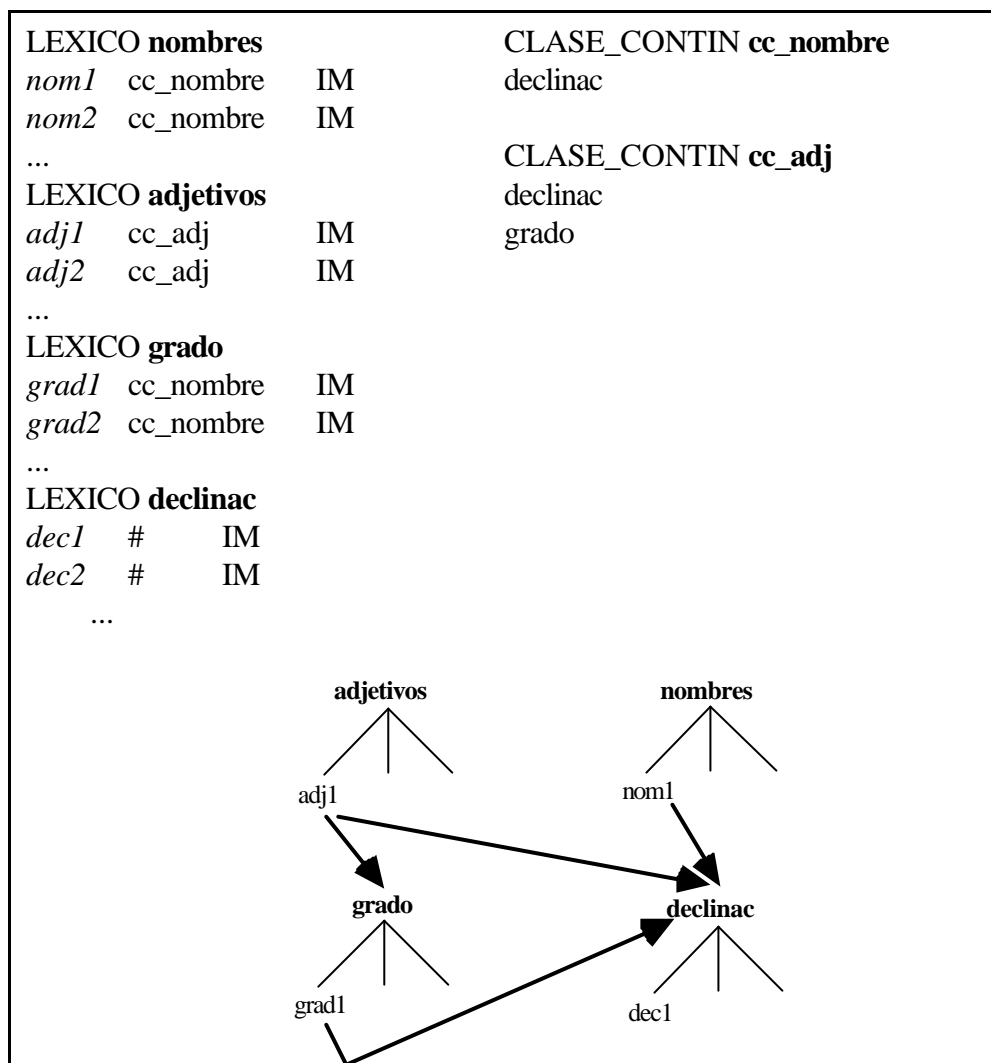 LEXICO nombres
nom1 cc_nombre IM
nom2 cc_nombre IM
...
LEXICO adjetivos
adj1 cc_adj IM
adj2 cc_adj IM
...
LEXICO grado
grad1 cc_nombre IM
grad2 cc_nombre IM
...
LEXICO declinac
dec1 # IM
dec2 # IM
...
CLASE_CONTIN cc_nombre
declinac
CLASE_CONTIN cc_adj
declinac
grado
adjetivos
nombres
adj1
nom1
grado
declinac
grad1
dec1